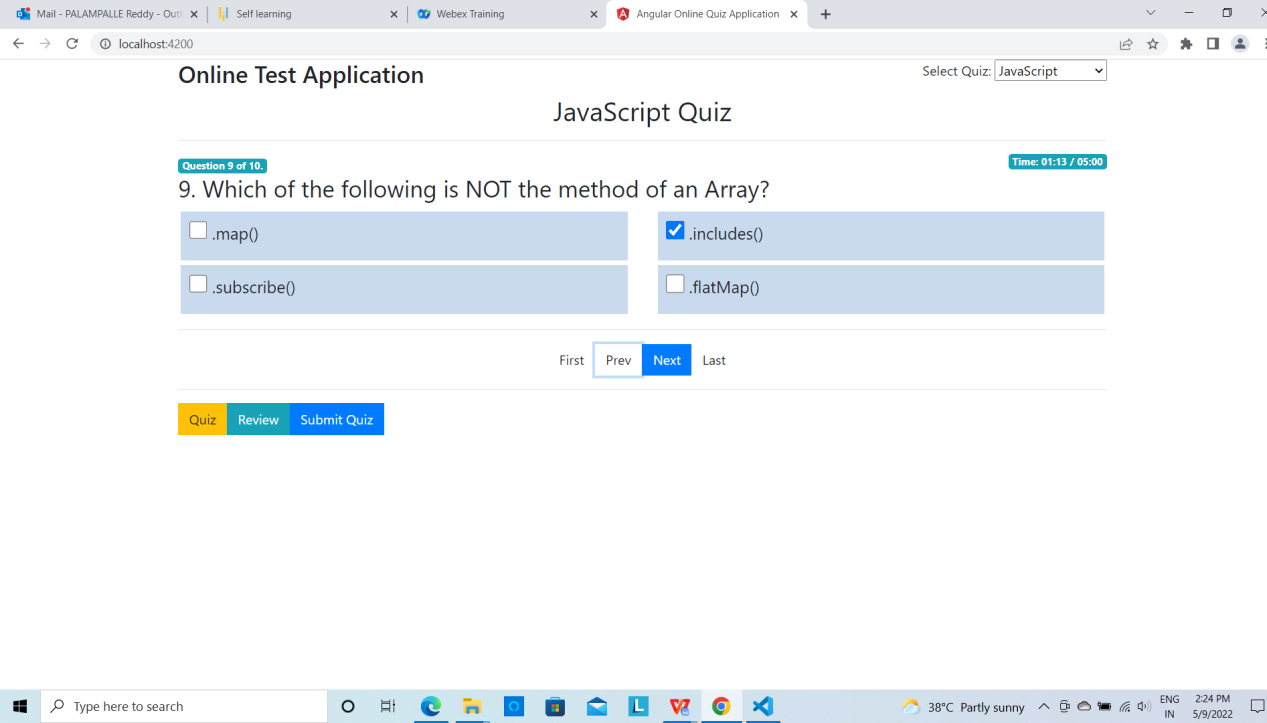 Mail - PALAMPALLE Reddy - Outl
Self learning
Webex Training
Angular Online Quiz Application
localhost:4200
Online Test Application
Select Quiz: JavaScript
JavaScript Quiz
Question 9 of 10.
Time: 01:13 / 05:00
9. Which of the following is NOT the method of an Array?
.map()
.includes()
.subscribe()
.flatMap()
First Prev Next Last
Quiz Review Submit Quiz
Type here to search
38°C Partly sunny
ENG
IN
2:24 PM
5/9/2022